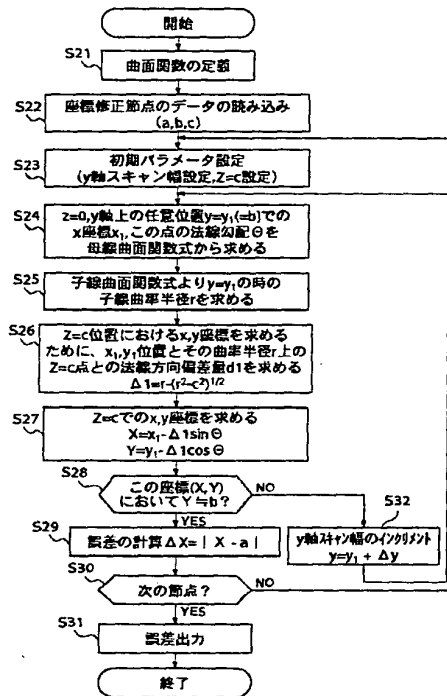 開始
S21
曲面関数の定義
S22
座標修正節点のデータの読み込み
(a,b,c)
S23
初期パラメータ設定
(y軸スキャン幅設定,Z=c設定)
S24
z=0,y軸上の任意位置y=y₁(=b)での
x座標x₁,この点の法線勾配Θを
母線曲面関数式から求める
S25
子線曲面関数式よりy=y₁の時の
子線曲率半径rを求める
S26
Z=c位置におけるx,y座標を求める
ために、x₁,y₁位置とその曲率半径r上の
Z=c点との法線方向偏差量d1を求める
Δ1=r-(r²-c²)^1/2
S27
Z=cでのx,y座標を求める
X=x₁-Δ1sinΘ
Y=y₁-Δ1cosΘ
S28
この座標(X,Y)
においてY≒b?
NO
YES
S32
y軸スキャン幅のインクリメント
y=y₁+Δy
S29
誤差の計算ΔX=|X-a|
S30
次の節点?
NO
YES
S31
誤差出力
終了